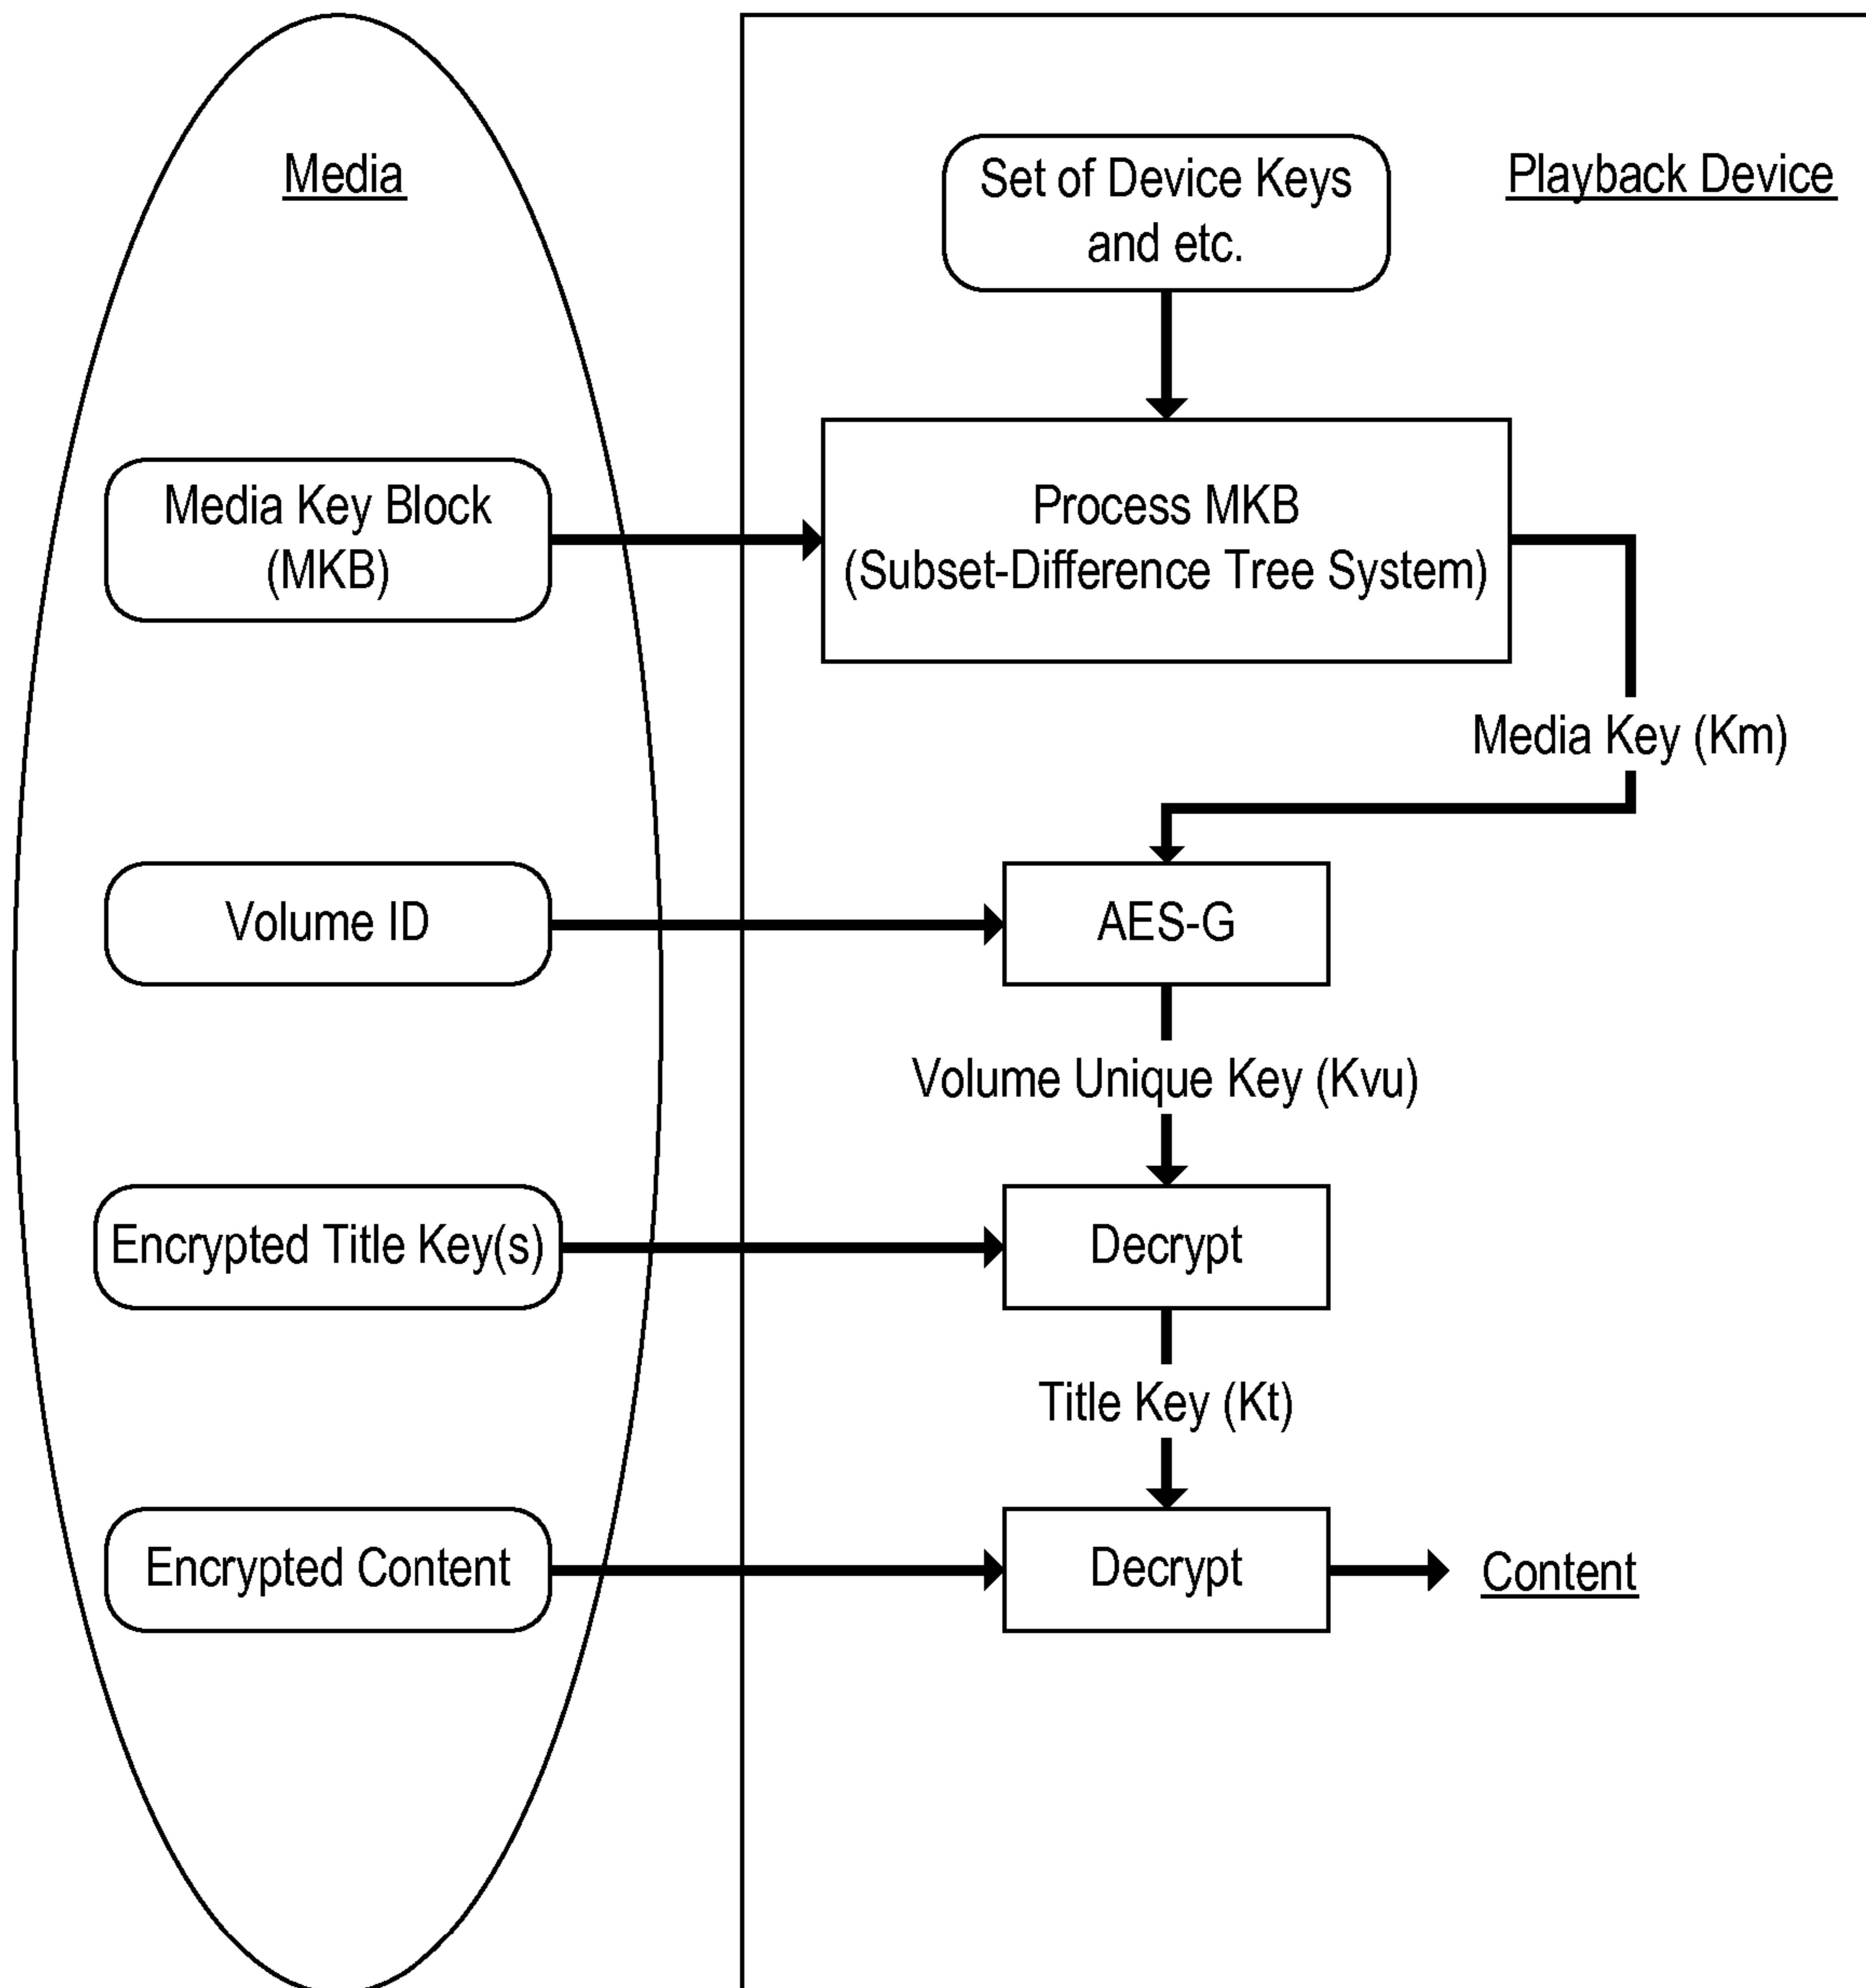 Media
Set of Device Keys
and etc.
Playback Device
Media Key Block
(MKB)
Process MKB
(Subset-Difference Tree System)
Media Key (Km)
Volume ID
AES-G
Volume Unique Key (Kvu)
Encrypted Title Key(s)
Decrypt
Title Key (Kt)
Encrypted Content
Decrypt
Content